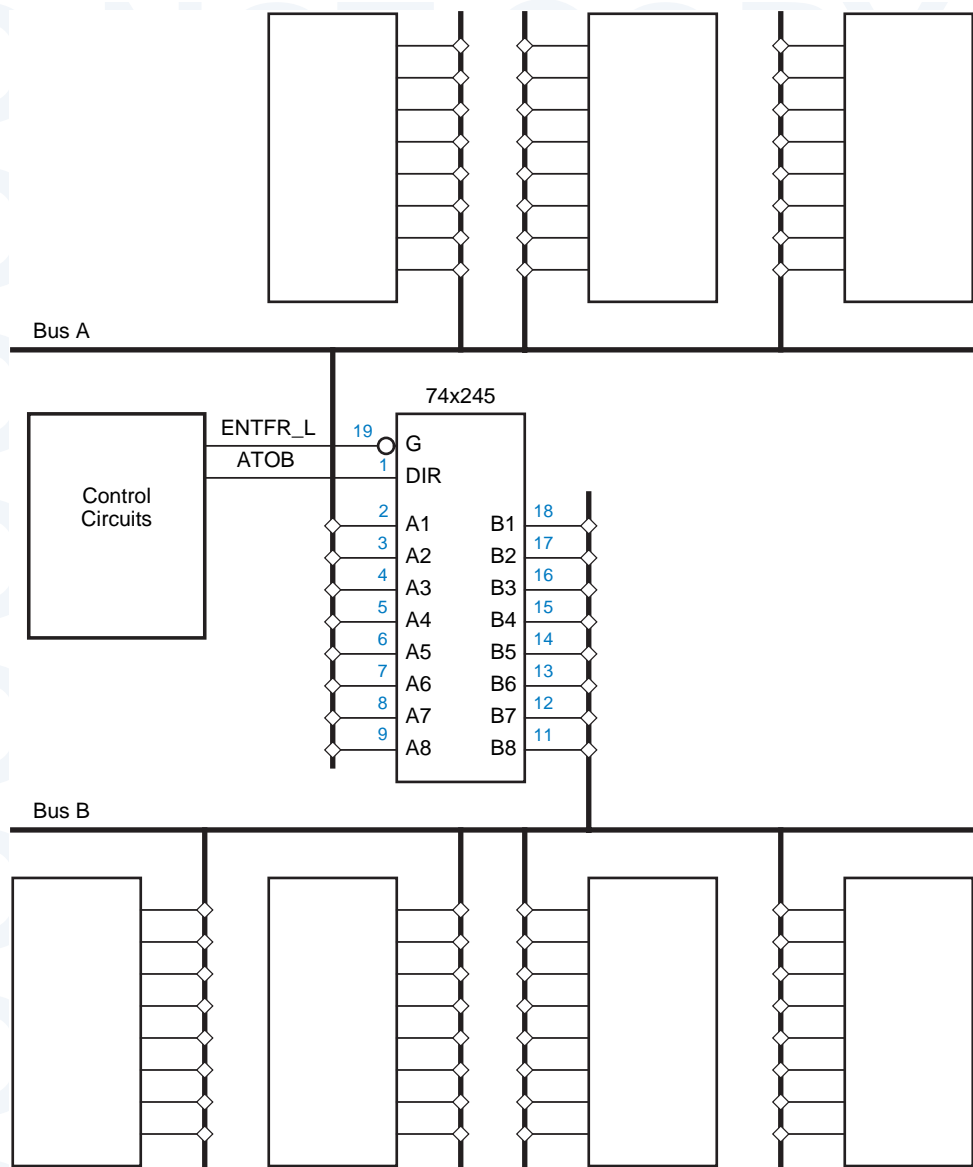 Bus A
74x245
ENTFR_L
19
G
ATOB
1
DIR
Control
Circuits
2 A1 B1 18
3 A2 B2 17
4 A3 B3 16
5 A4 B4 15
6 A5 B5 14
7 A6 B6 13
8 A7 B7 12
9 A8 B8 11
Bus B